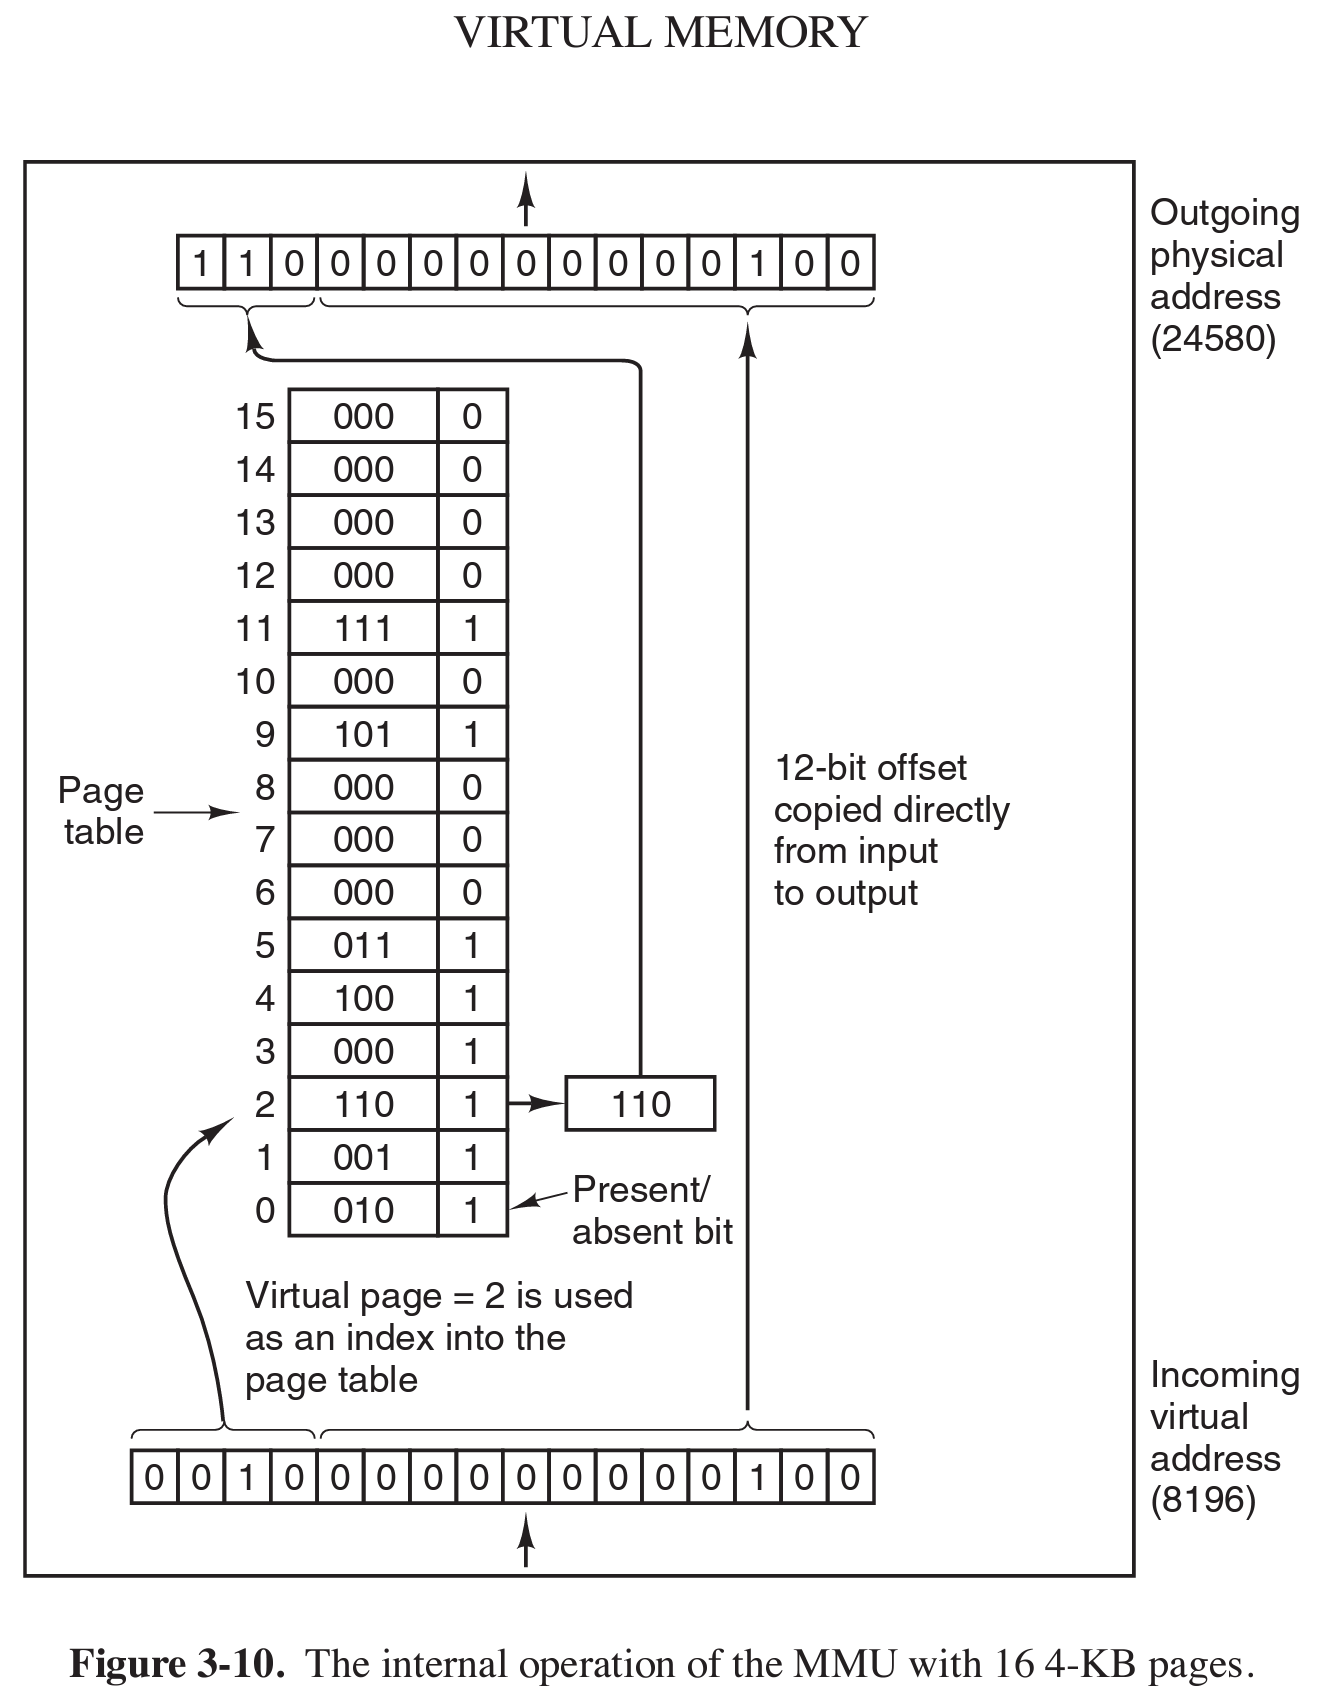 VIRTUAL MEMORY
Outgoing
physical
address
(24580)
1 1 0 0 0 0 0 0 0 0 0 0 1 0 0
15 000 0
14 000 0
13 000 0
12 000 0
11 111 1
10 000 0
9 101 1
8 000 0
7 000 0
6 000 0
5 011 1
4 100 1
3 000 1
2 110 1
1 001 1
0 010 1
Page
table
110
12-bit offset
copied directly
from input
to output
Present/
absent bit
Virtual page = 2 is used
as an index into the
page table
0 0 1 0 0 0 0 0 0 0 0 0 0 1 0 0
Incoming
virtual
address
(8196)
Figure 3-10. The internal operation of the MMU with 16 4-KB pages.